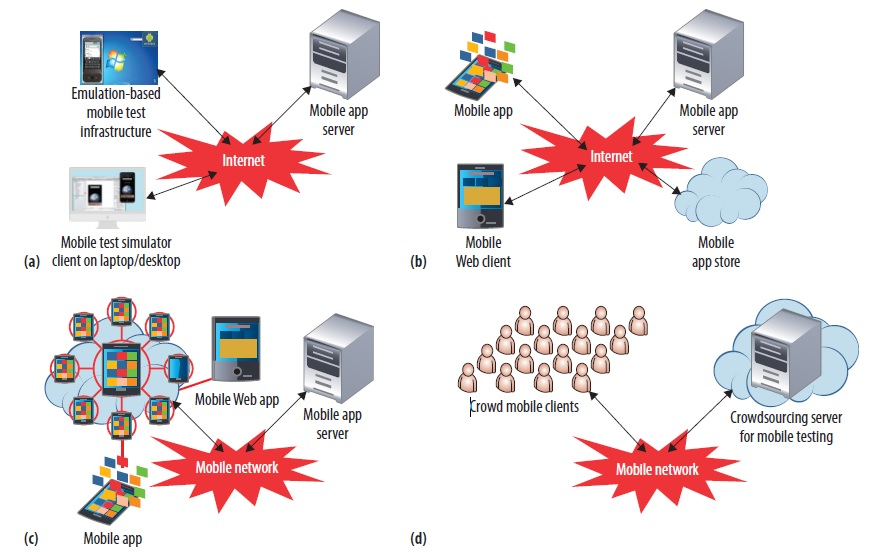 Emulation-based
mobile test
infrastructure
Mobile app
server
Internet
Mobile test simulator
client on laptop/desktop
(a)
Mobile app
Mobile app
server
Internet
Mobile
Web client
Mobile
app store
(b)
Mobile Web app
Mobile app
server
Mobile network
Mobile app
(c)
Crowd mobile clients
Crowdsourcing server
for mobile testing
Mobile network
(d)